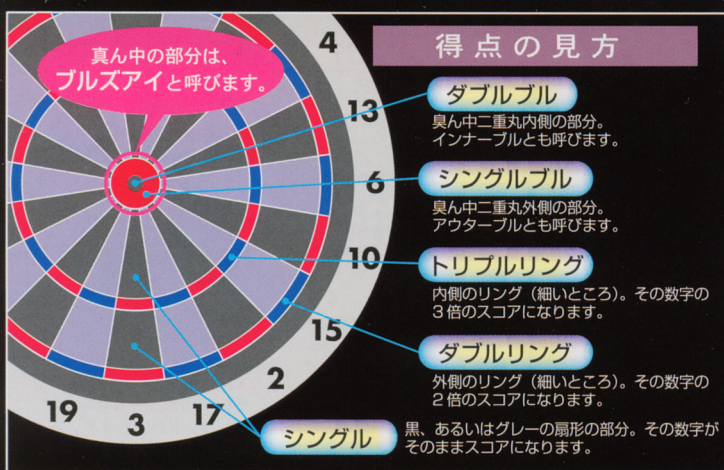 得点の見方
真ん中の部分は、
ブルズアイと呼びます。
ダブルブル
臭ん中二重丸内側の部分。
インナーブルとも呼びます。
シングルブル
臭ん中二重丸外側の部分。
アウターブルとも呼びます。
トリプルリング
内側のリング（細いところ）。その数字の
3倍のスコアになります。
ダブルリング
外側のリング（細いところ）。その数字の
2倍のスコアになります。
シングル
黒、あるいはグレーの扇形の部分。その数字が
そのままスコアになります。
4
13
6
10
15
2
17
3
19